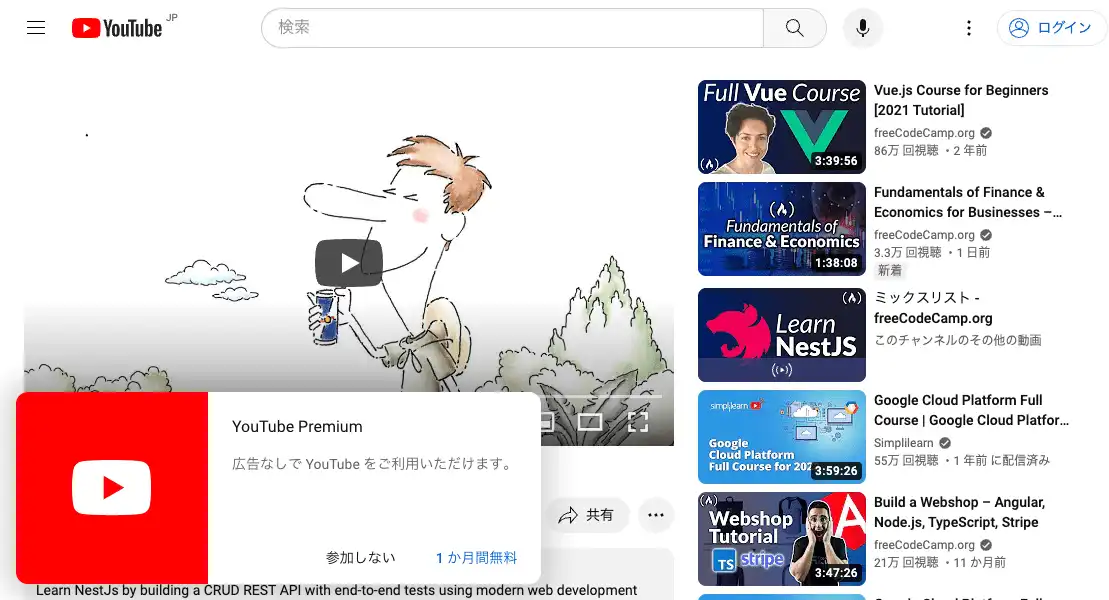 YouTube JP
検索
ログイン
Full Vue Course
3:39:56
Vue.js Course for Beginners
[2021 Tutorial]
freeCodeCamp.org
86万 回視聴 ・2 年前
Fundamentals of
Finance & Economics
1:38:08
Fundamentals of Finance &
Economics for Businesses –…
freeCodeCamp.org
3.3万 回視聴 ・1 日前
新着
Learn
NestJS
ミックスリスト -
freeCodeCamp.org
このチャンネルのその他の動画
simplilearn
Google
Cloud Platform
Full Course for 202
3:59:26
Google Cloud Platform Full
Course | Google Cloud Platfor…
Simplilearn
55万 回視聴 ・1 年前 に配信済み
Webshop
Tutorial
TS stripe
3:47:26
Build a Webshop – Angular,
Node.js, TypeScript, Stripe
freeCodeCamp.org
21万 回視聴 ・11 か月前
YouTube Premium
広告なしで YouTube をご利用いただけます。
参加しない
1 か月間無料
共有
Learn NestJs by building a CRUD REST API with end-to-end tests using modern web development